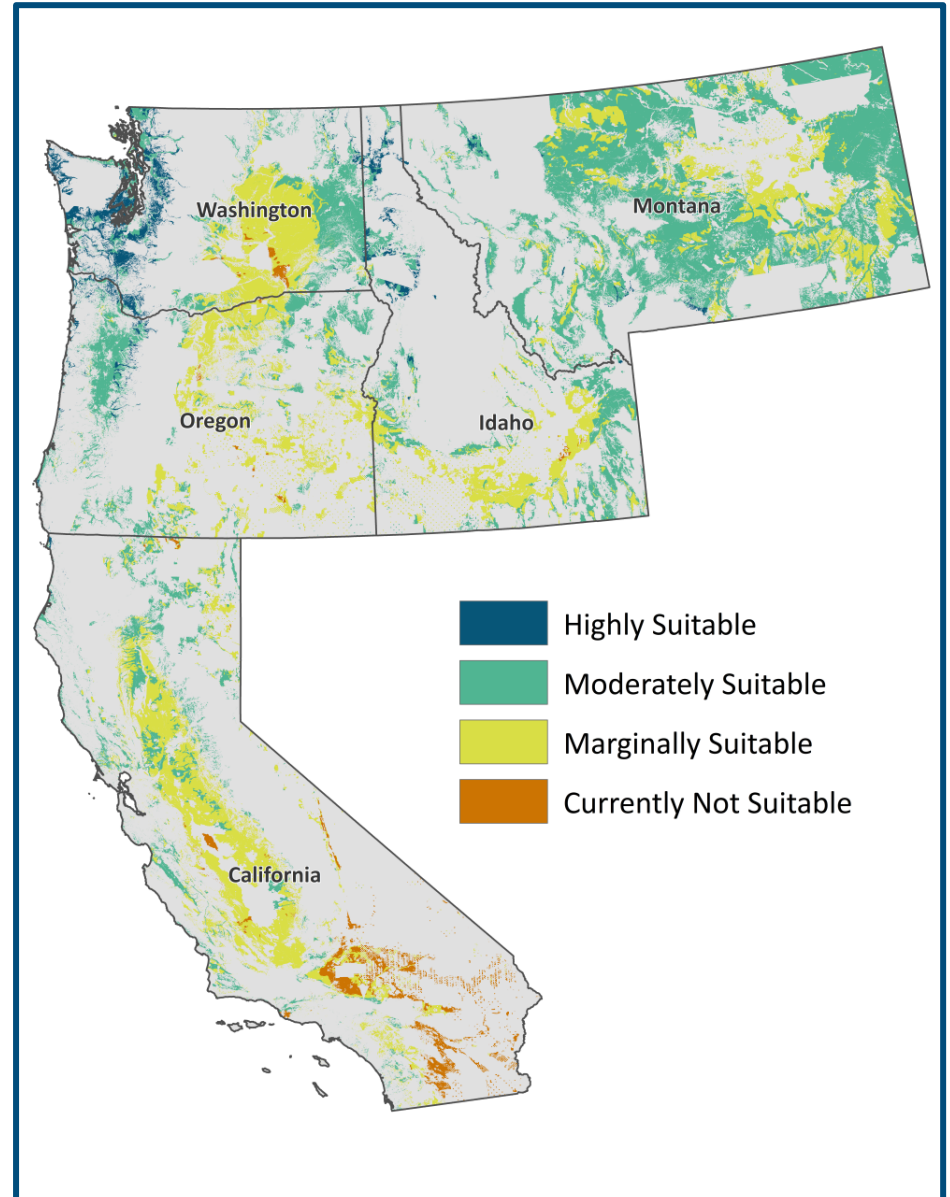 Washington
Montana
Oregon
Idaho
Highly Suitable
Moderately Suitable
Marginally Suitable
Currently Not Suitable
California